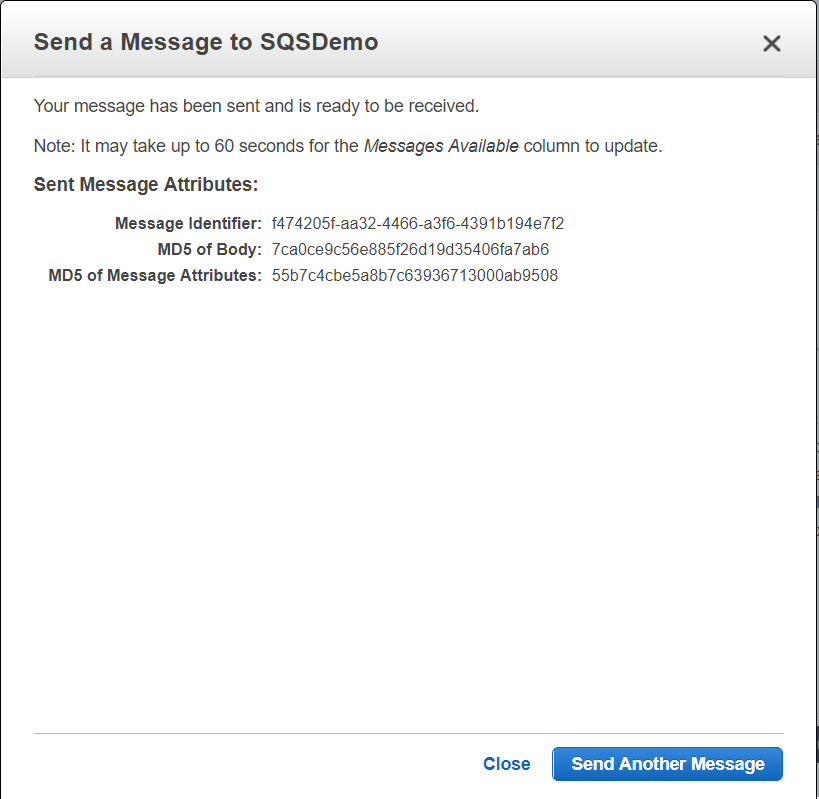 Send a Message to SQSDemo
Your message has been sent and is ready to be received.
Note: It may take up to 60 seconds for the Messages Available column to update.
Sent Message Attributes:
Message Identifier: f474205f-aa32-4466-a3f6-4391b194e7f2
MD5 of Body: 7ca0ce9c56e885f26d19d35406fa7ab6
MD5 of Message Attributes: 55b7c4cbe5a8b7c63936713000ab9508
Close Send Another Message